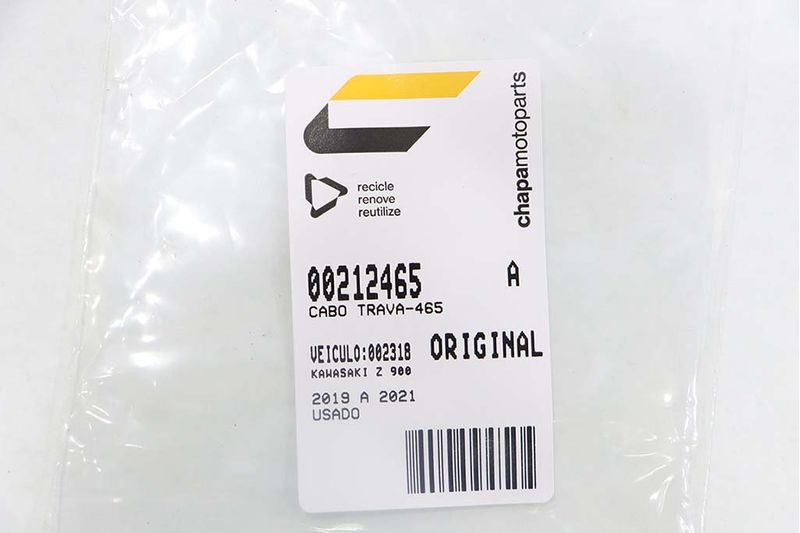 chapamotoparts
recicle
renove
reutilize
00212465 A
CABO TRAVA-465
VEICULO:002318 ORIGINAL
KAWASAKI Z 900
2019 A 2021
USADO